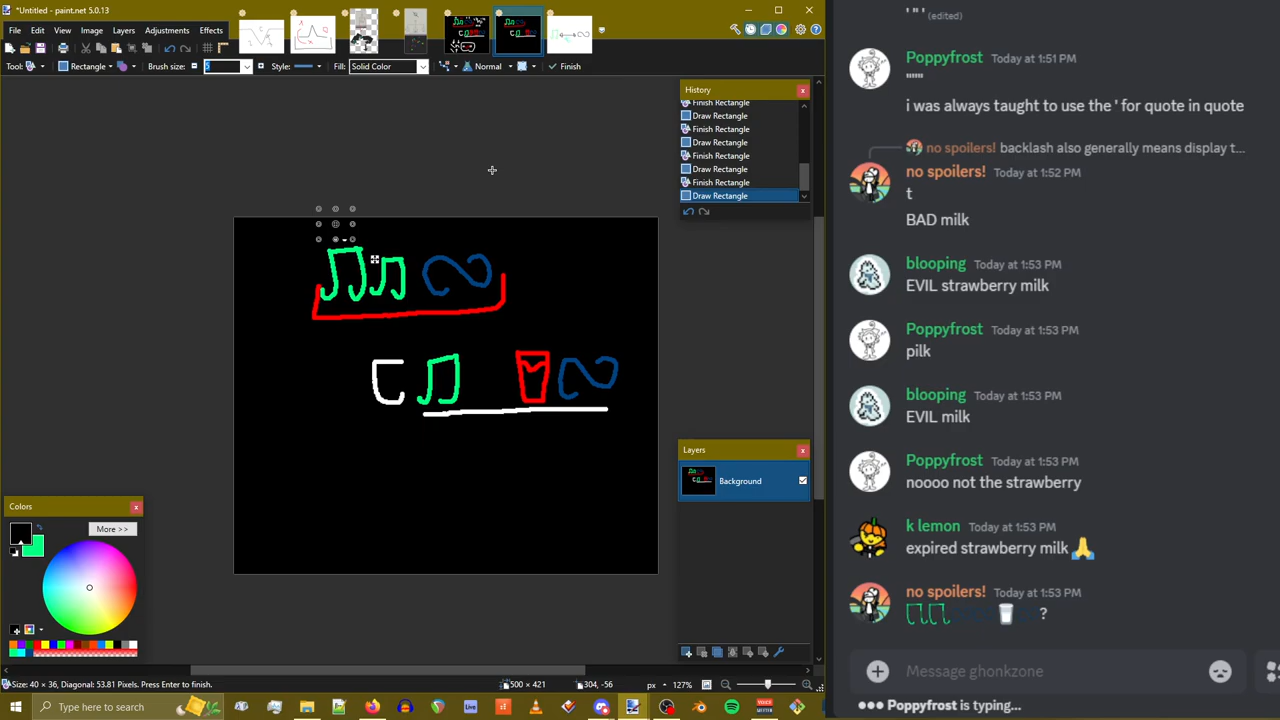 *Untitled - paint.net 5.0.13
File Edit View Image Layers Adjustments Effects
Tool: Rectangle Brush size: 5 Style: Fill: Solid Color Normal Finish
History
Finish Rectangle
Draw Rectangle
Finish Rectangle
Draw Rectangle
Finish Rectangle
Draw Rectangle
Finish Rectangle
Draw Rectangle
Layers
Background
Colors
More >>
Size: 40 x 36, Diagonal: 53.81 Pixels. Press Enter to finish.
500 x 421
304, -56
px
127%
Type here to search
Live
(edited)
Poppyfrost Today at 1:51 PM
""""
i was always taught to use the ' for quote in quote
no spoilers! backlash also generally means display t...
no spoilers! Today at 1:52 PM
t
BAD milk
blooping Today at 1:53 PM
EVIL strawberry milk
Poppyfrost Today at 1:53 PM
pilk
blooping Today at 1:53 PM
EVIL milk
Poppyfrost Today at 1:53 PM
noooo not the strawberry
k lemon Today at 1:53 PM
expired strawberry milk 🙏
no spoilers! Today at 1:53 PM
?
Message ghonkzone
Poppyfrost is typing...